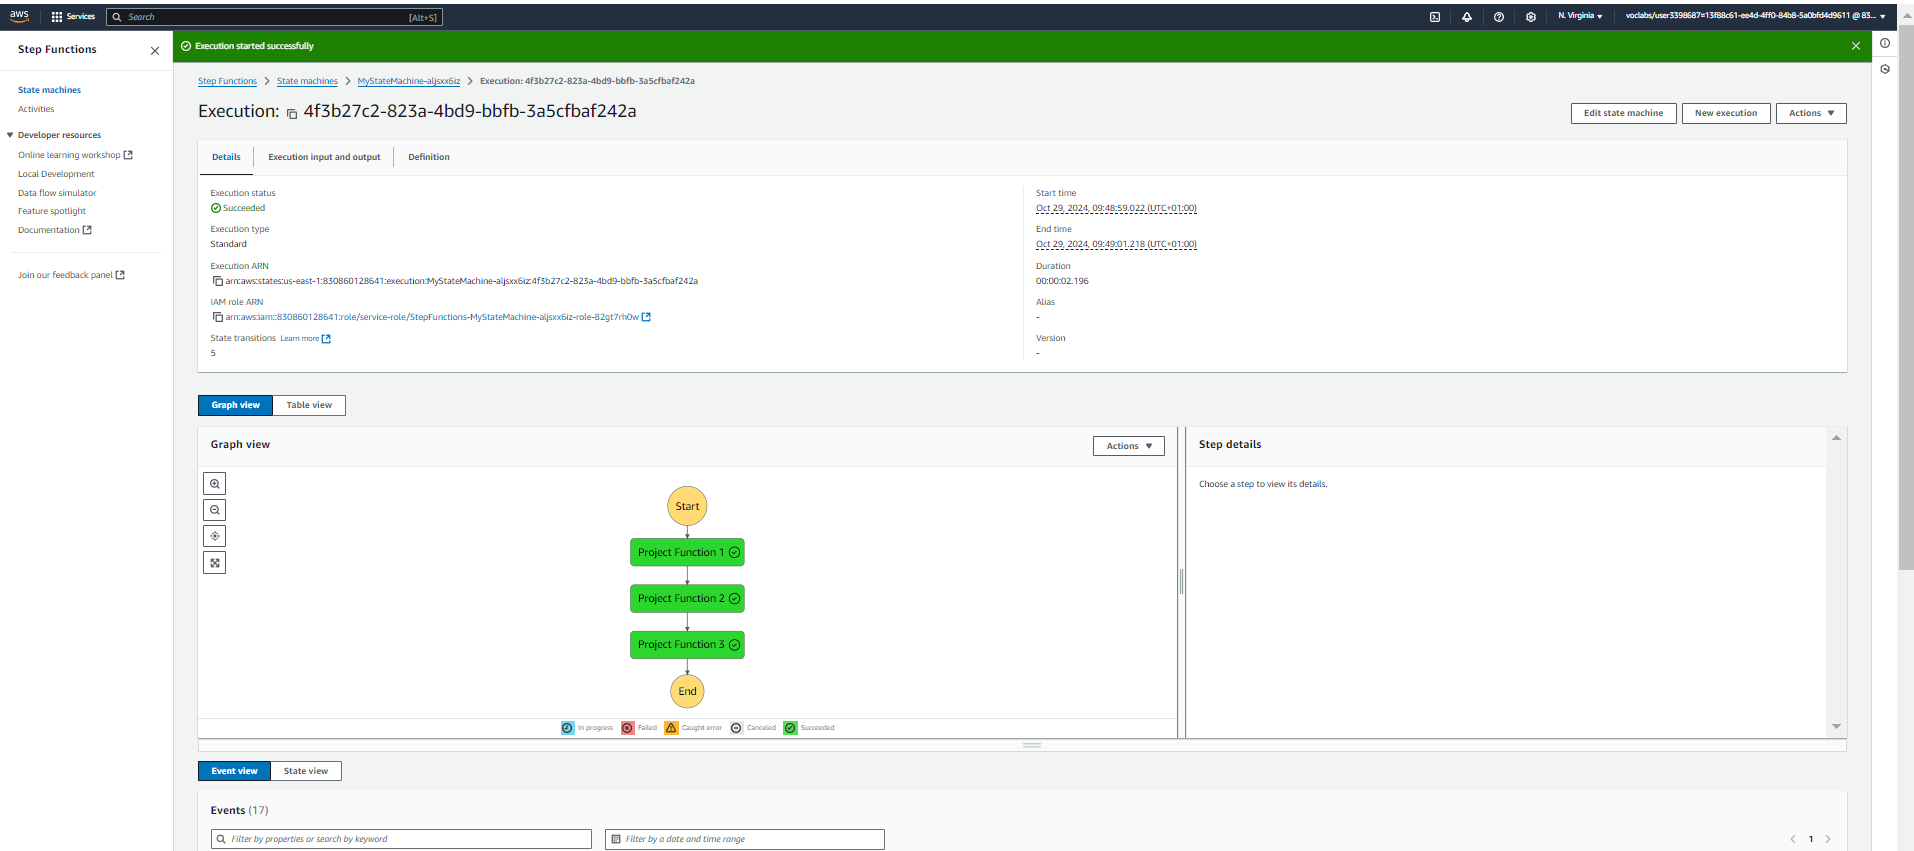 aws Services Search [Alt+S] N. Virginia voclabs/user3398687=13f88c61-ee4d-4ff0-84b8-5a0bfd4d9611 @ 83...
Step Functions
State machines
Activities
Developer resources
Online learning workshop
Local Development
Data flow simulator
Feature spotlight
Documentation
Join our feedback panel
Execution started successfully
Step Functions > State machines > MyStateMachine-aljsxx6iz > Execution: 4f3b27c2-823a-4bd9-bbfb-3a5cfbaf242a
Execution: 4f3b27c2-823a-4bd9-bbfb-3a5cfbaf242a
Edit state machine New execution Actions
Details Execution input and output Definition
Execution status
Succeeded
Execution type
Standard
Execution ARN
arn:aws:states:us-east-1:830860128641:execution:MyStateMachine-aljsxx6iz:4f3b27c2-823a-4bd9-bbfb-3a5cfbaf242a
IAM role ARN
arn:aws:iam::830860128641:role/service-role/StepFunctions-MyStateMachine-aljsxx6iz-role-82gt7rh0w
State transitions Learn more
5
Start time
Oct 29, 2024, 09:48:59.022 (UTC+01:00)
End time
Oct 29, 2024, 09:49:01.218 (UTC+01:00)
Duration
00:00:02.196
Alias
-
Version
-
Graph view Table view
Graph view
Actions
Start
Project Function 1
Project Function 2
Project Function 3
End
In progress Failed Caught error Canceled Succeeded
Step details
Choose a step to view its details.
Event view State view
Events (17)
Filter by properties or search by keyword
Filter by a date and time range
< 1 >